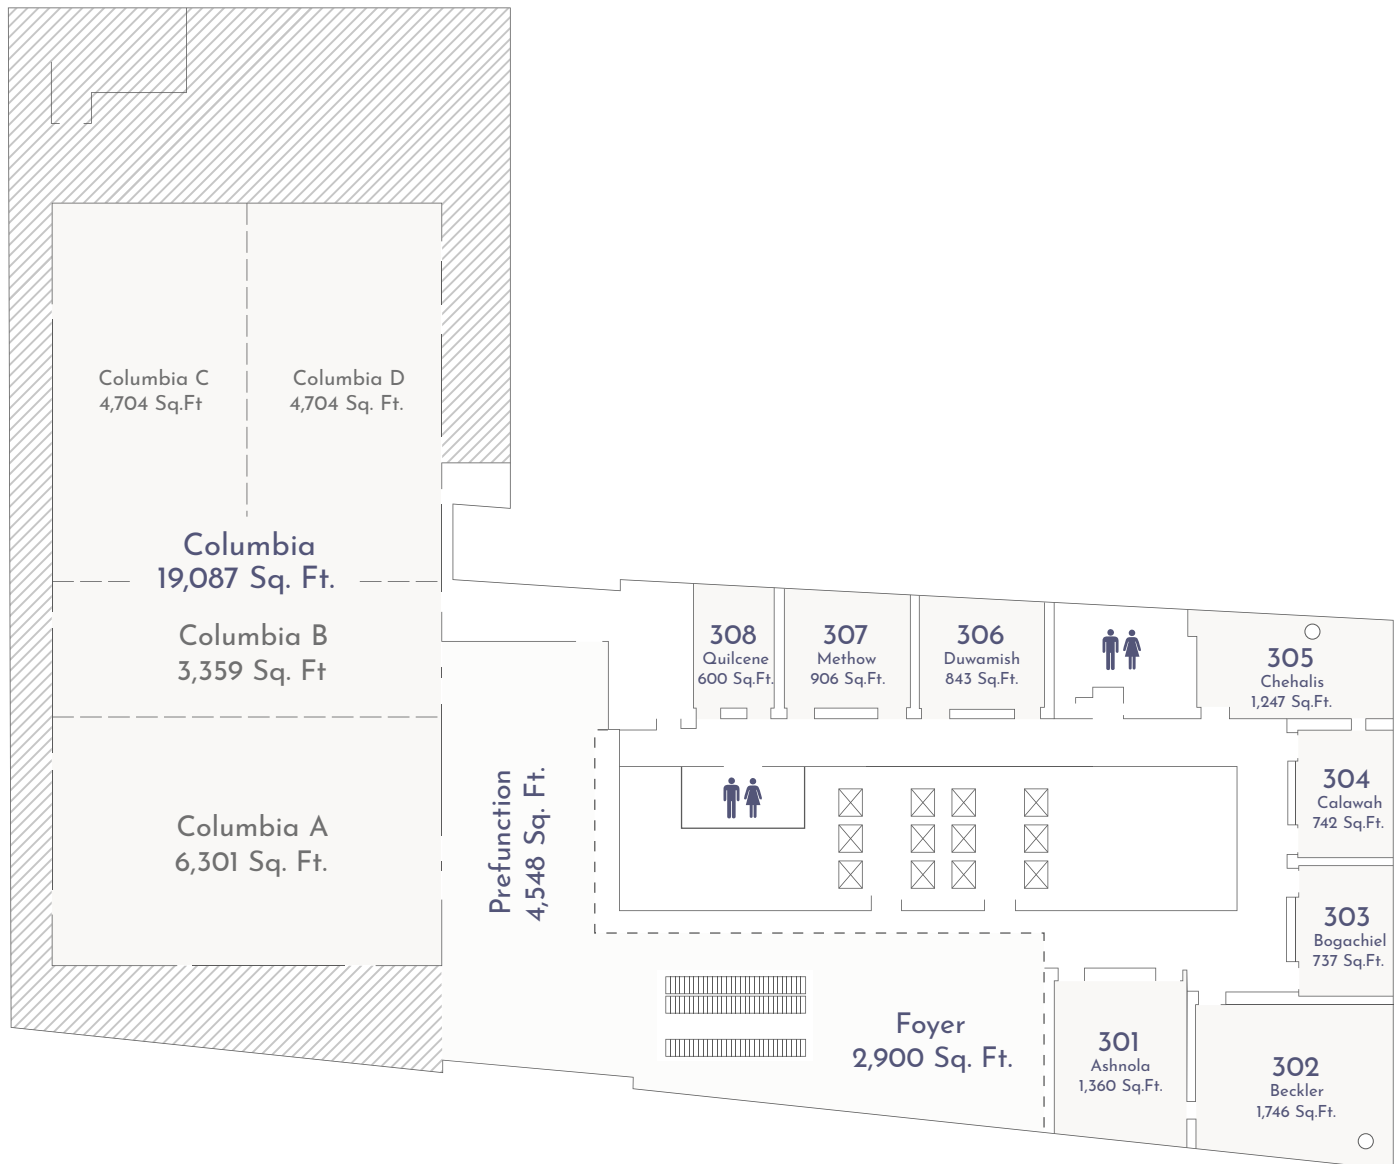 Columbia C
4,704 Sq.Ft
Columbia D
4,704 Sq. Ft.
Columbia
19,087 Sq. Ft.
Columbia B
3,359 Sq. Ft
Columbia A
6,301 Sq. Ft.
Prefunction
4,548 Sq. Ft.
308
Quilcene
600 Sq.Ft.
307
Methow
906 Sq.Ft.
306
Duwamish
843 Sq.Ft.
305
Chehalis
1,247 Sq.Ft.
304
Calawah
742 Sq.Ft.
303
Bogachiel
737 Sq.Ft.
Foyer
2,900 Sq. Ft.
301
Ashnola
1,360 Sq.Ft.
302
Beckler
1,746 Sq.Ft.